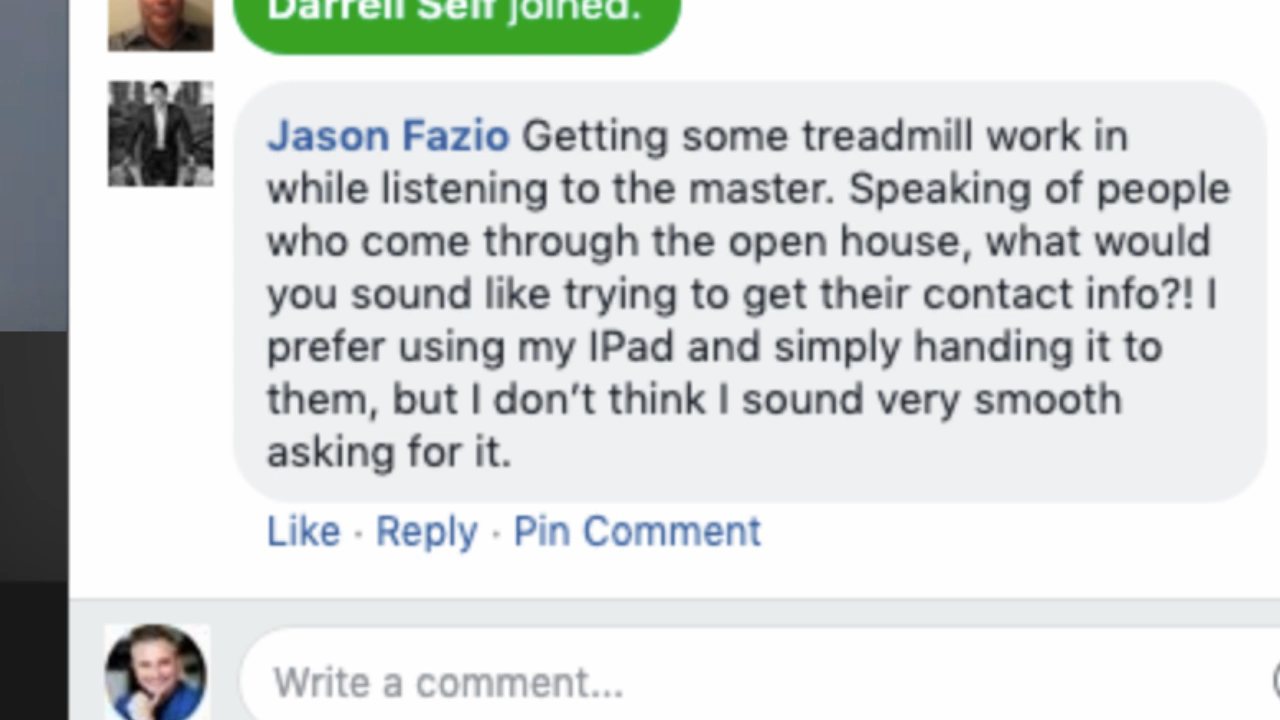 Darrell Self joined.
Jason Fazio Getting some treadmill work in
while listening to the master. Speaking of people
who come through the open house, what would
you sound like trying to get their contact info?! I
prefer using my IPad and simply handing it to
them, but I don’t think I sound very smooth
asking for it.
Like · Reply · Pin Comment
Write a comment...